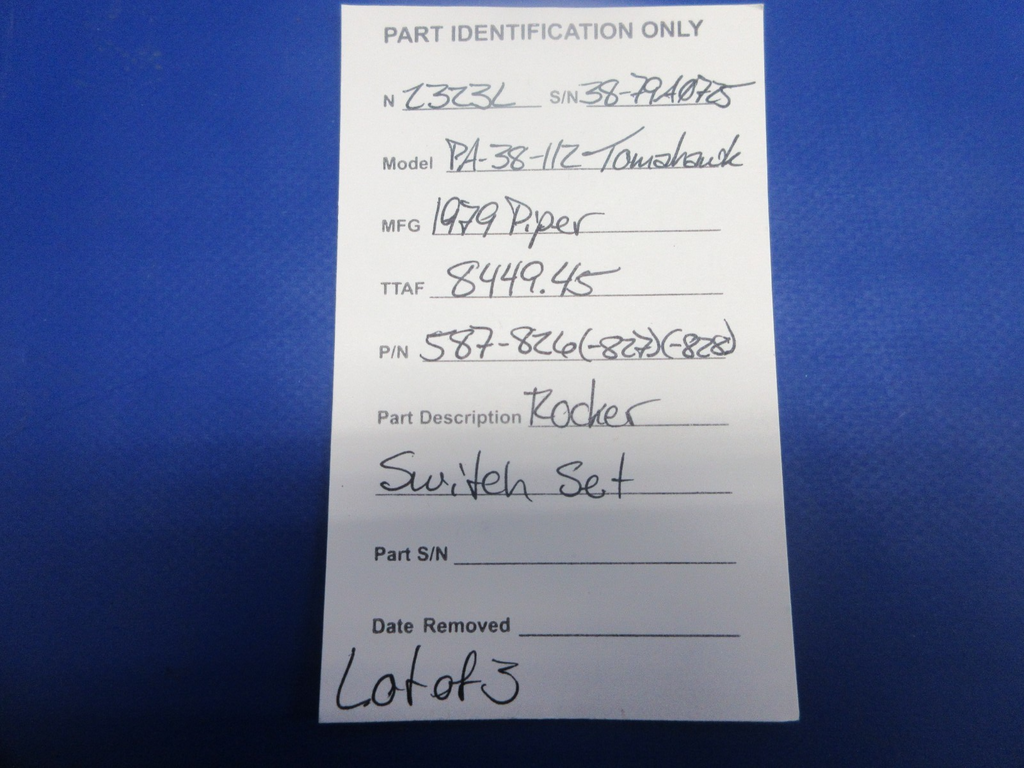 PART IDENTIFICATION ONLY
N 2323L S/N 38-79A0725
Model PA-38-112-Tomahawk
MFG 1979 Piper
TTAF 8449.45
P/N 587-826(-827)(-828)
Part Description Rocker
Switch Set
Part S/N
Date Removed
Lot of 3